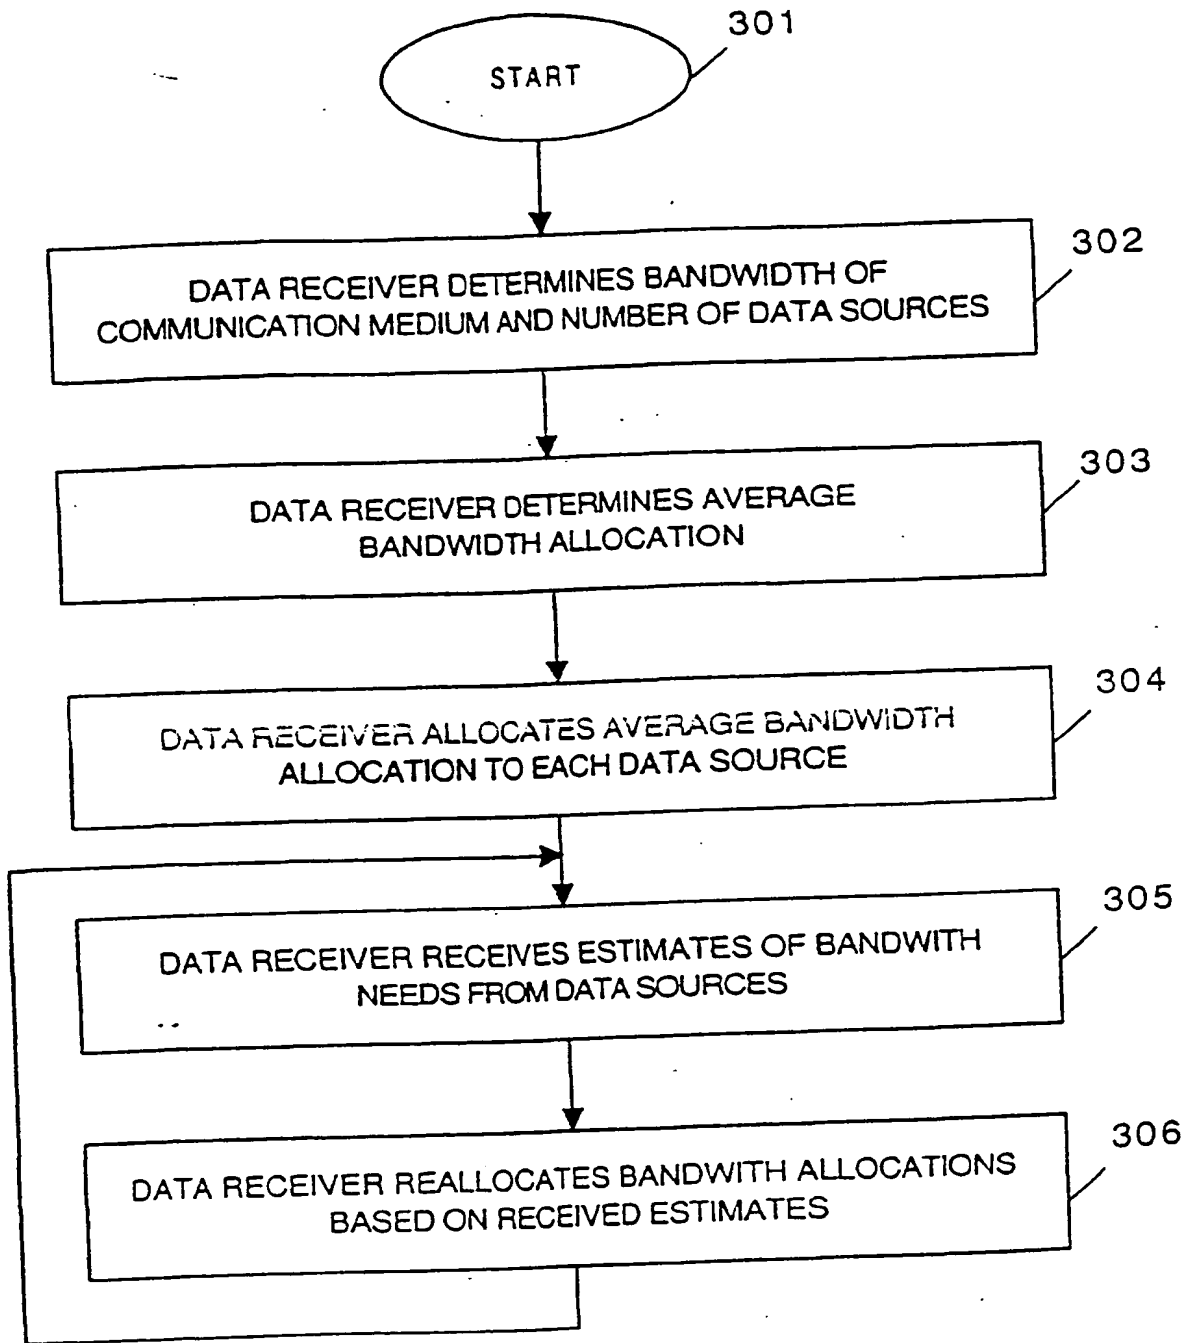 301
START
302
DATA RECEIVER DETERMINES BANDWIDTH OF
COMMUNICATION MEDIUM AND NUMBER OF DATA SOURCES
303
DATA RECEIVER DETERMINES AVERAGE
BANDWIDTH ALLOCATION
304
DATA RECEIVER ALLOCATES AVERAGE BANDWIDTH
ALLOCATION TO EACH DATA SOURCE
305
DATA RECEIVER RECEIVES ESTIMATES OF BANDWITH
NEEDS FROM DATA SOURCES
306
DATA RECEIVER REALLOCATES BANDWITH ALLOCATIONS
BASED ON RECEIVED ESTIMATES